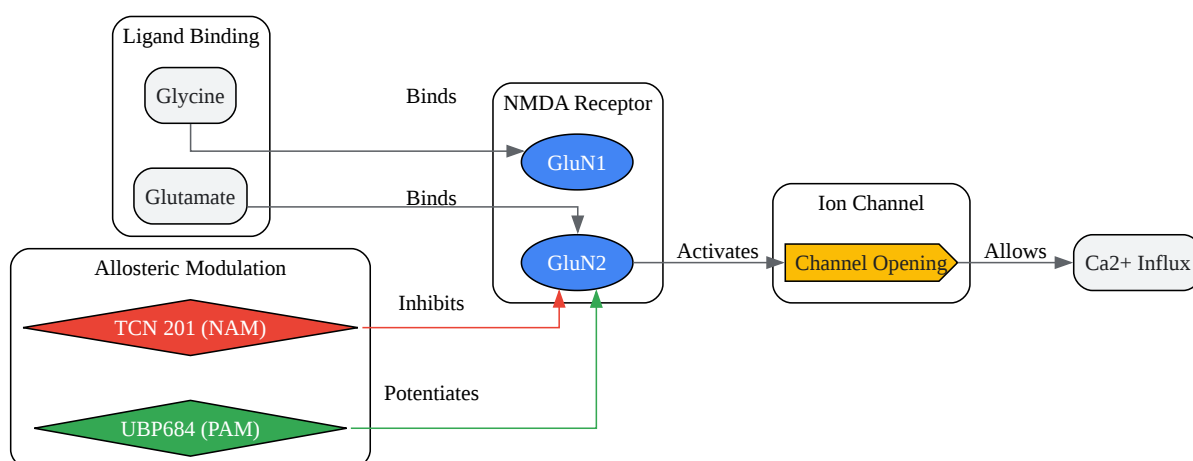 Ligand Binding
Glycine
Glutamate
Binds
Binds
NMDA Receptor
GluN1
GluN2
Allosteric Modulation
TCN 201 (NAM)
UBP684 (PAM)
Inhibits
Potentiates
Activates
Ion Channel
Channel Opening
Allows
Ca2+ Influx